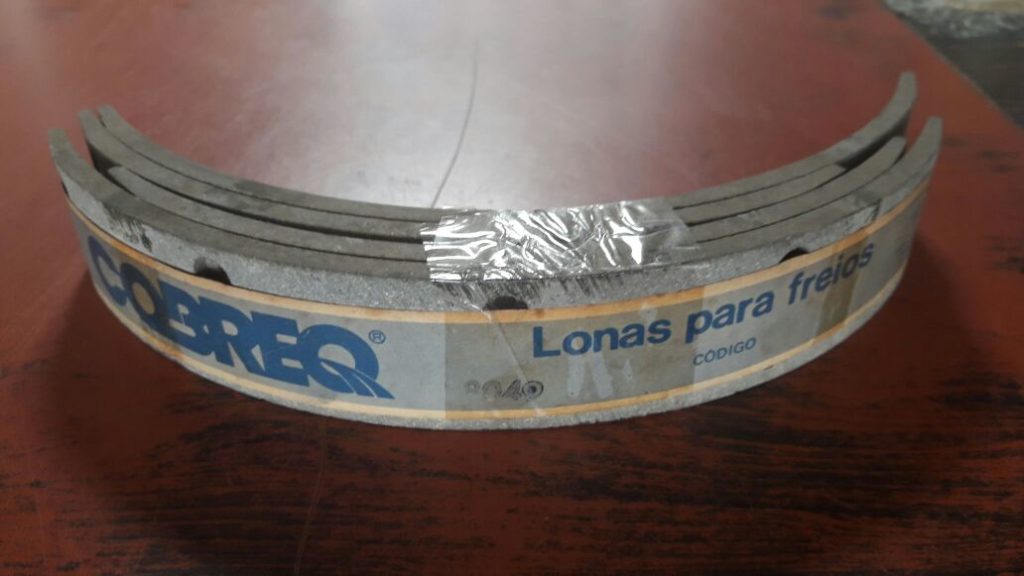 COBREQ®
Lonas para freios
CÓDIGO